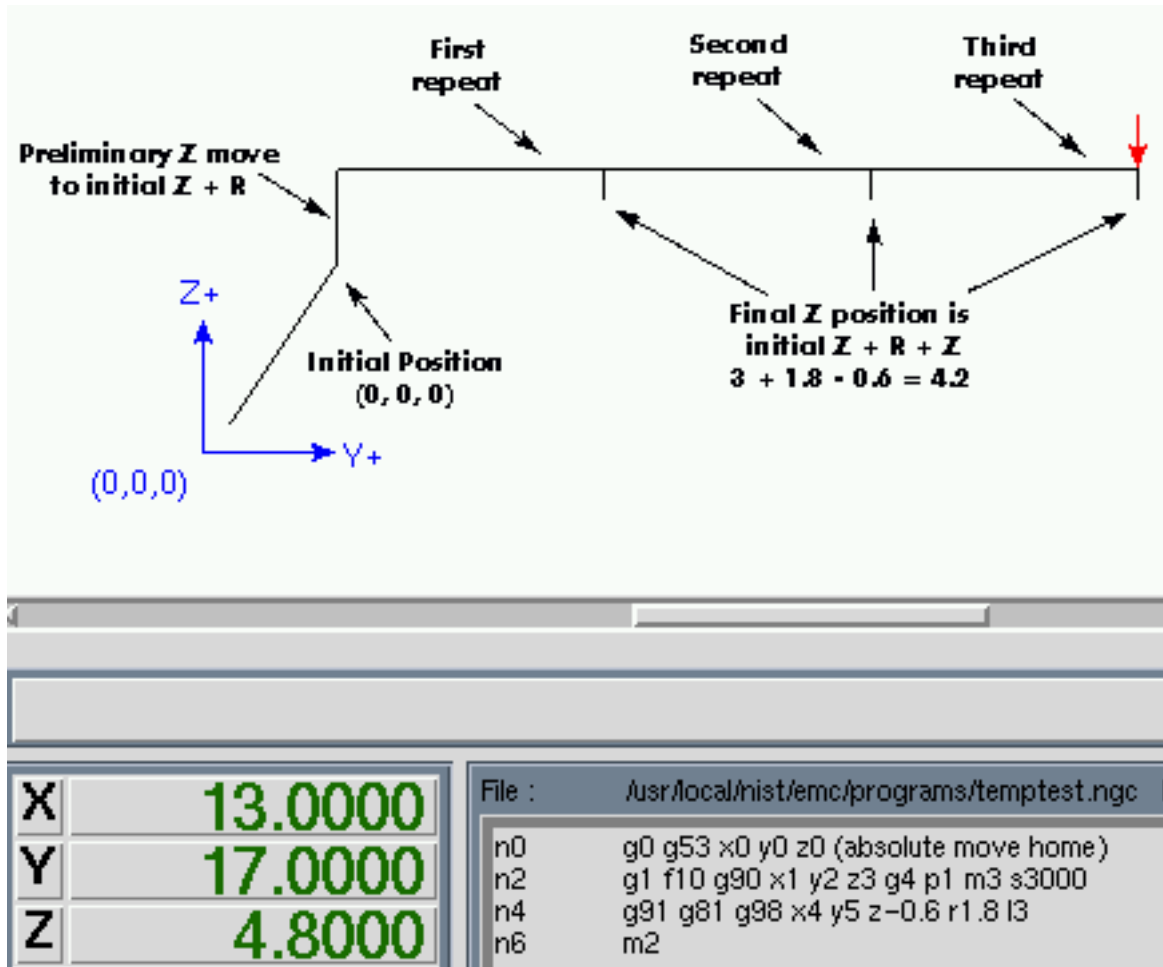 First
repeat
Second
repeat
Third
repeat
Preliminary Z move
to initial Z + R
Z+
Initial Position
(0, 0, 0)
Final Z position is
initial Z + R + Z
3 + 1.8 - 0.6 = 4.2
Y+
(0,0,0)
X 13.0000
Y 17.0000
Z 4.8000
File : /usr/local/nist/emc/programs/temptest.ngc
n0 g0 g53 x0 y0 z0 (absolute move home)
n2 g1 f10 g90 x1 y2 z3 g4 p1 m3 s3000
n4 g91 g81 g98 x4 y5 z-0.6 r1.8 l3
n6 m2